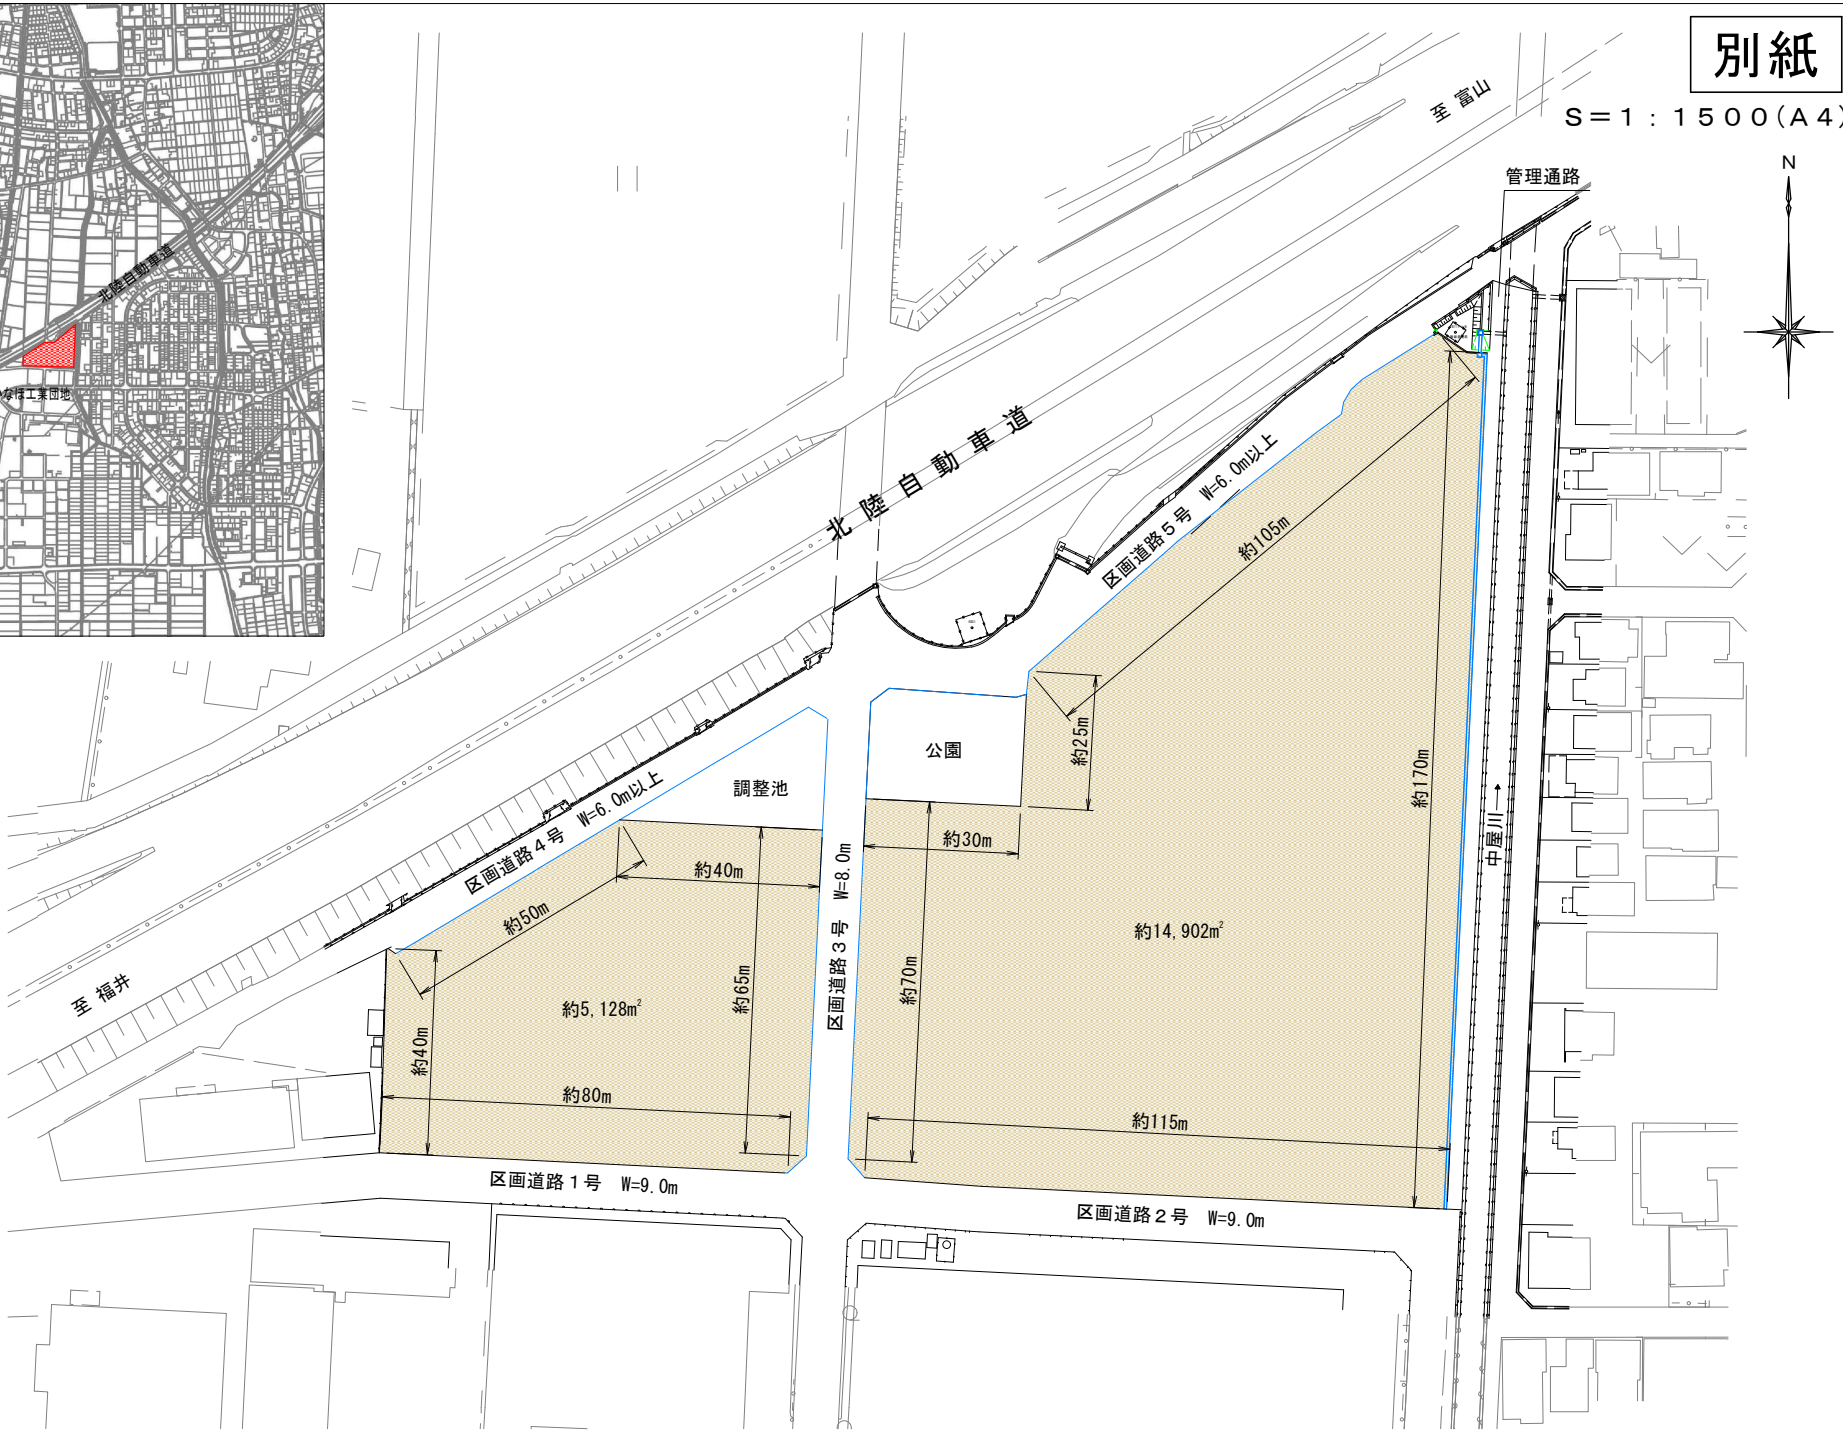 別紙
S＝1：1500(A4)
N
管理通路
至 富山
北陸自動車道
北陸自動車道
区画道路5号 W=6.0m以上
約105m
約25m
公園
調整池
約170m
中屋川
区画道路4号 W=6.0m以上
約30m
約40m
区画道路3号 W=8.0m
約50m
約14,902m²
約70m
約65m
至 福井
約5,128m²
約40m
約80m
約115m
区画道路1号 W=9.0m
区画道路2号 W=9.0m